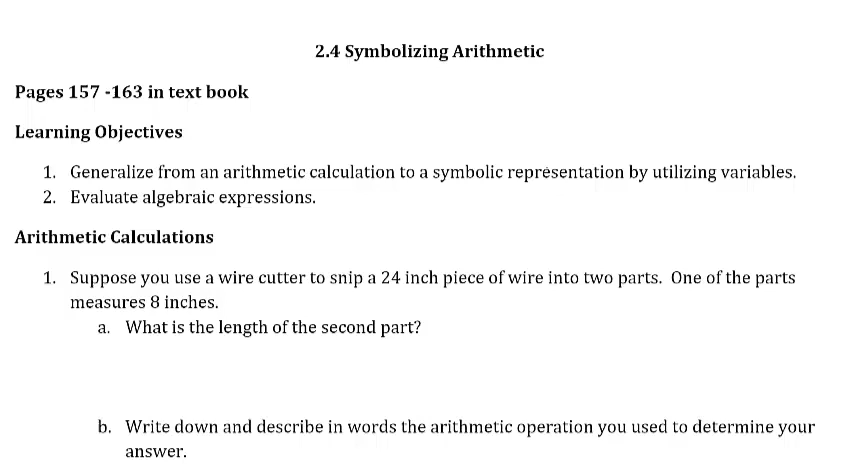 2.4 Symbolizing Arithmetic
Pages 157 -163 in text book
Learning Objectives
1. Generalize from an arithmetic calculation to a symbolic representation by utilizing variables.
2. Evaluate algebraic expressions.
Arithmetic Calculations
1. Suppose you use a wire cutter to snip a 24 inch piece of wire into two parts. One of the parts
measures 8 inches.
a. What is the length of the second part?
b. Write down and describe in words the arithmetic operation you used to determine your
answer.